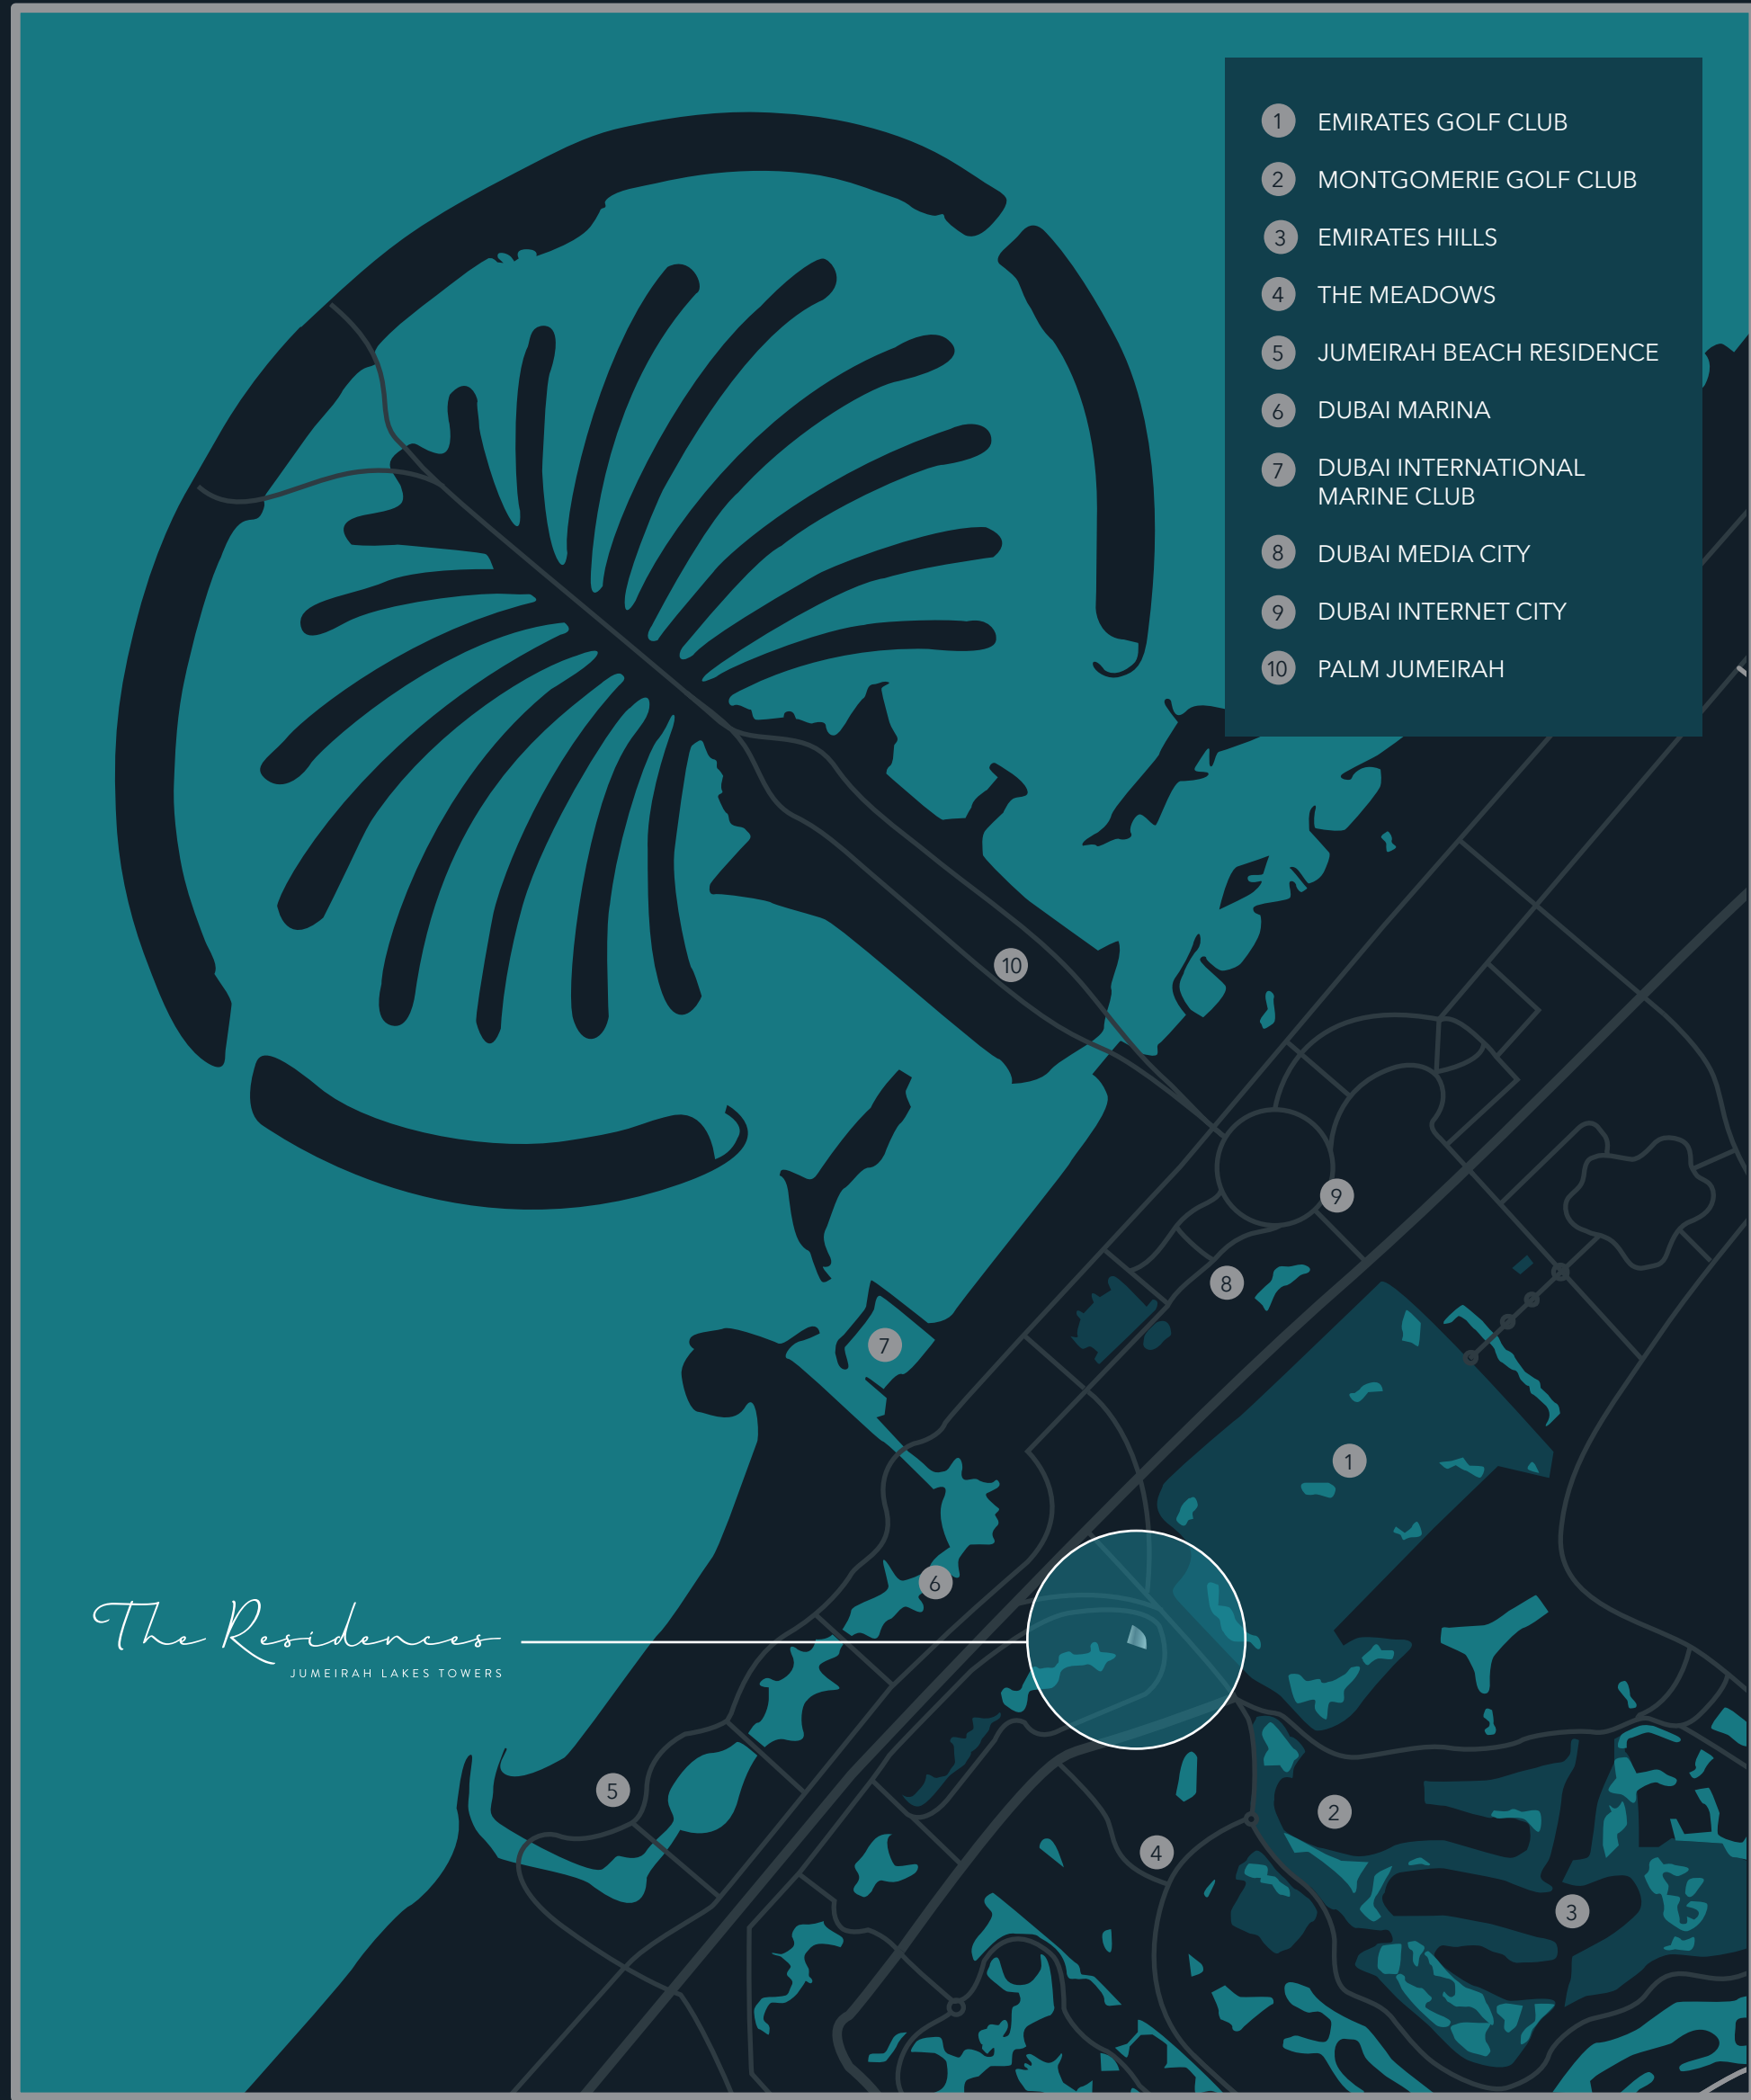 1 EMIRATES GOLF CLUB
2 MONTGOMERIE GOLF CLUB
3 EMIRATES HILLS
4 THE MEADOWS
5 JUMEIRAH BEACH RESIDENCE
6 DUBAI MARINA
7 DUBAI INTERNATIONAL
MARINE CLUB
8 DUBAI MEDIA CITY
9 DUBAI INTERNET CITY
10 PALM JUMEIRAH
10
9
8
7
1
6
The Residences
JUMEIRAH LAKES TOWERS
5
2
4
3